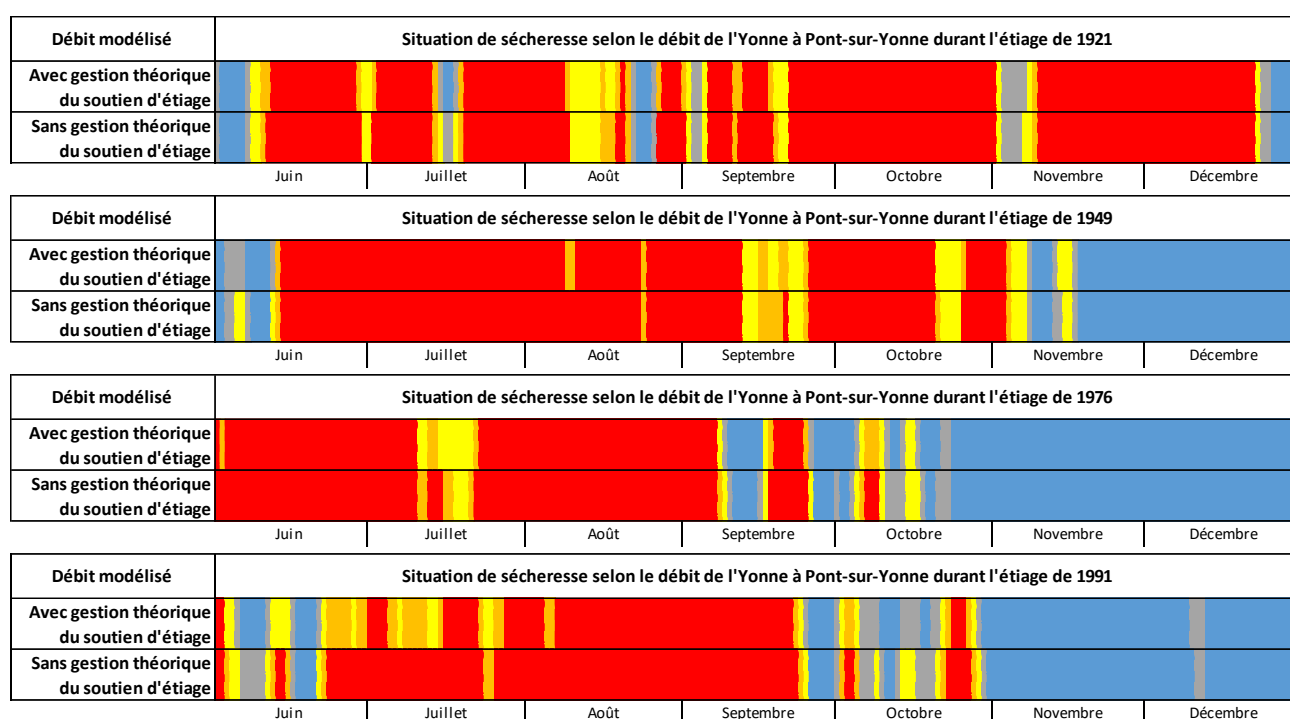 Débit modélisé
Situation de sécheresse selon le débit de l'Yonne à Pont-sur-Yonne durant l'étiage de 1921
Avec gestion théorique
du soutien d'étiage
Sans gestion théorique
du soutien d'étiage
Juin Juillet Août Septembre Octobre Novembre Décembre
Débit modélisé
Situation de sécheresse selon le débit de l'Yonne à Pont-sur-Yonne durant l'étiage de 1949
Avec gestion théorique
du soutien d'étiage
Sans gestion théorique
du soutien d'étiage
Juin Juillet Août Septembre Octobre Novembre Décembre
Débit modélisé
Situation de sécheresse selon le débit de l'Yonne à Pont-sur-Yonne durant l'étiage de 1976
Avec gestion théorique
du soutien d'étiage
Sans gestion théorique
du soutien d'étiage
Juin Juillet Août Septembre Octobre Novembre Décembre
Débit modélisé
Situation de sécheresse selon le débit de l'Yonne à Pont-sur-Yonne durant l'étiage de 1991
Avec gestion théorique
du soutien d'étiage
Sans gestion théorique
du soutien d'étiage
Juin Juillet Août Septembre Octobre Novembre Décembre